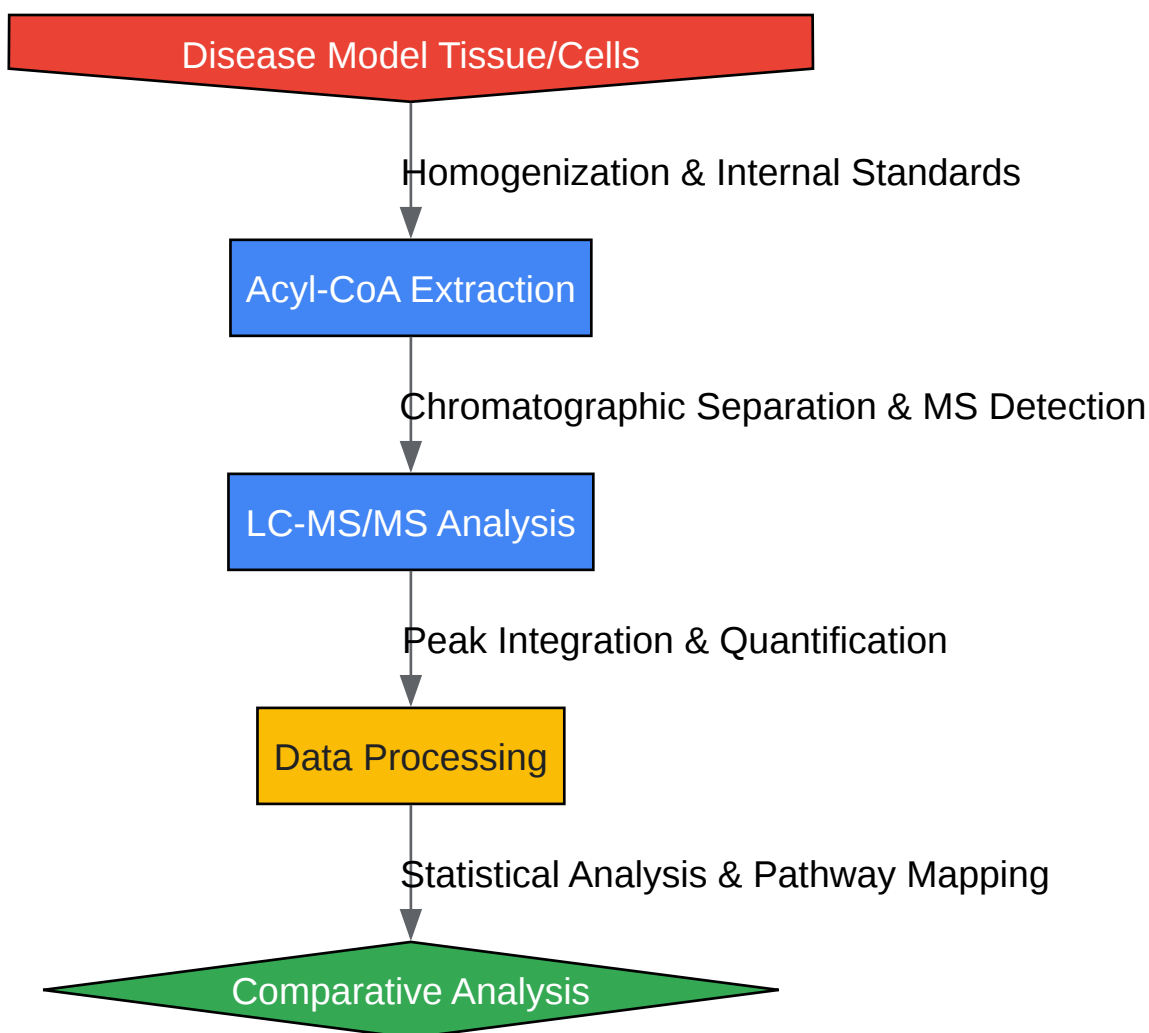 Disease Model Tissue/Cells
Homogenization & Internal Standards
Acyl-CoA Extraction
Chromatographic Separation & MS Detection
LC-MS/MS Analysis
Peak Integration & Quantification
Data Processing
Statistical Analysis & Pathway Mapping
Comparative Analysis